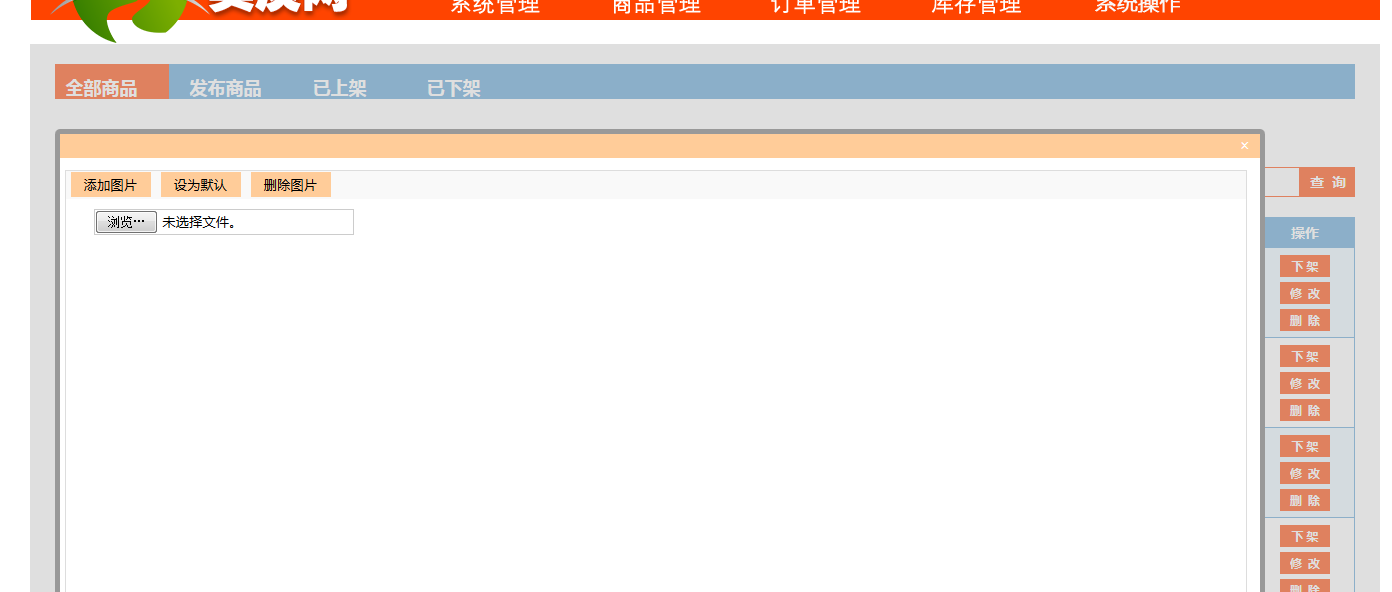 系统管理 商品管理 订单管理 库存管理 系统操作
全部商品 发布商品 已上架 已下架
×
添加图片 设为默认 删除图片
查 询
浏览… 未选择文件。
操作
下 架
修 改
删 除
下 架
修 改
删 除
下 架
修 改
删 除
下 架
修 改
删 除